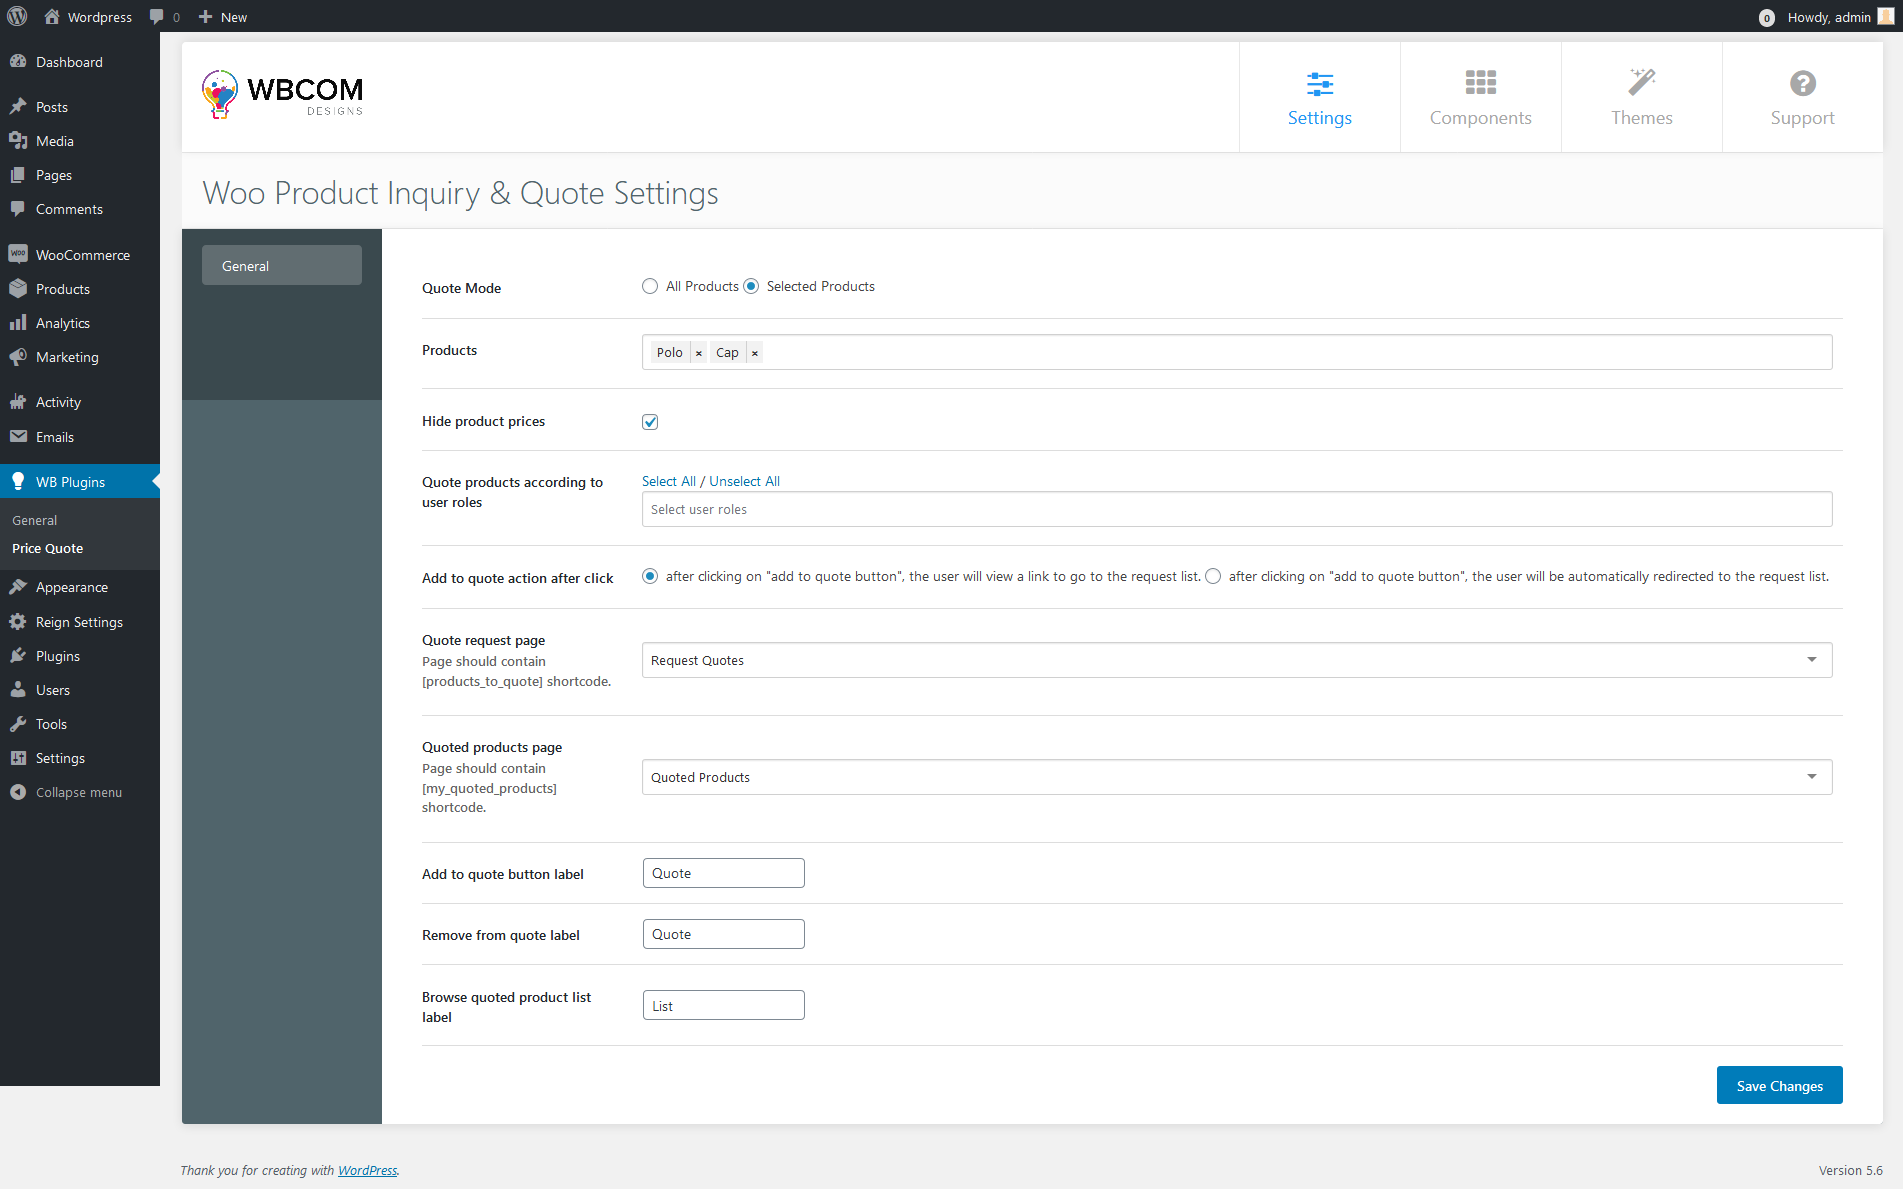 Wordpress 0 New
0 Howdy, admin
Dashboard
Posts
Media
Pages
Comments
WooCommerce
Products
Analytics
Marketing
Activity
Emails
WB Plugins
General
Price Quote
Appearance
Reign Settings
Plugins
Users
Tools
Settings
Collapse menu
WBCOM
DESIGNS
Settings
Components
Themes
Support
Woo Product Inquiry & Quote Settings
General
Quote Mode
All Products Selected Products
Products
Polo × Cap ×
Hide product prices
Quote products according to
user roles
Select All / Unselect All
Select user roles
Add to quote action after click
after clicking on "add to quote button", the user will view a link to go to the request list. after clicking on "add to quote button", the user will be automatically redirected to the request list.
Quote request page
Page should contain
[products_to_quote] shortcode.
Request Quotes
Quoted products page
Page should contain
[my_quoted_products]
shortcode.
Quoted Products
Add to quote button label
Quote
Remove from quote label
Quote
Browse quoted product list
label
List
Save Changes
Thank you for creating with WordPress.
Version 5.6